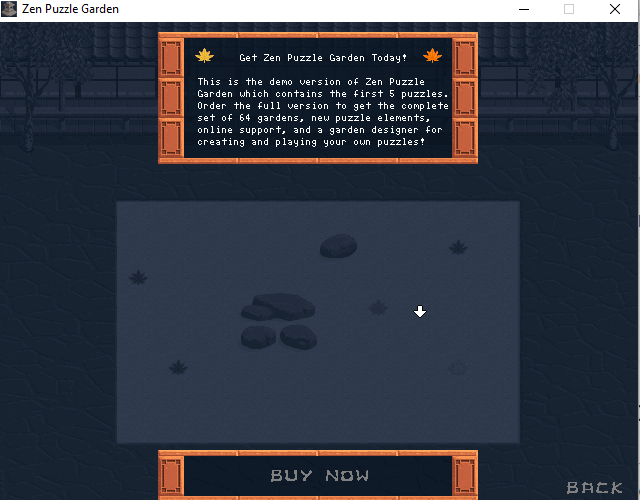 Zen Puzzle Garden
Get Zen Puzzle Garden Today!
This is the demo version of Zen Puzzle
Garden which contains the first 5 puzzles.
Order the full version to get the complete
set of 64 gardens, new puzzle elements,
online support, and a garden designer for
creating and playing your own puzzles!
BUY NOW
BACK